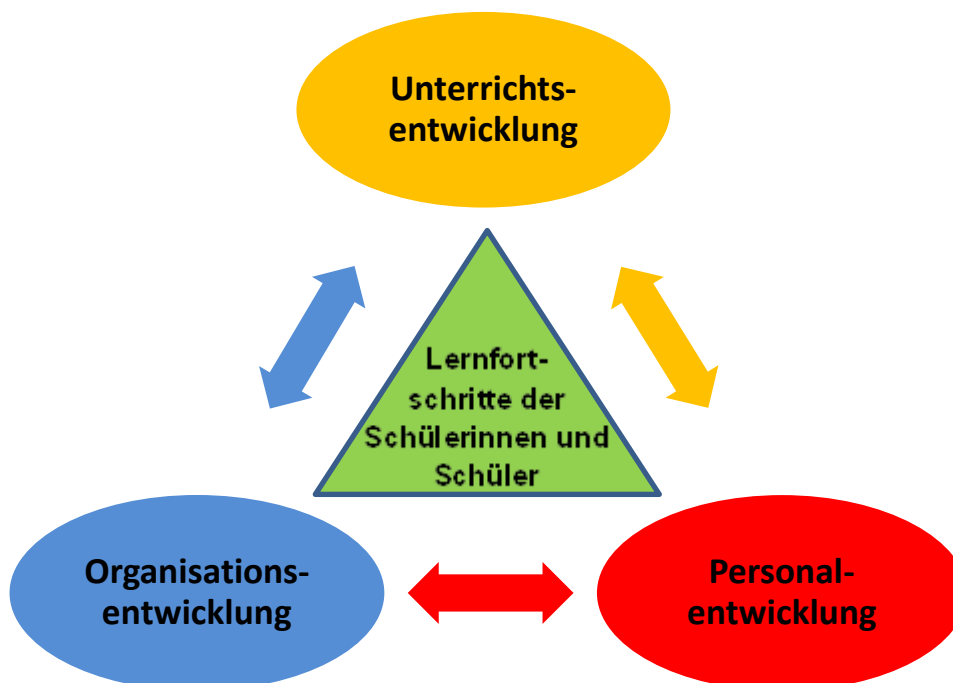 Unterrichts-
entwicklung
Lernfort-
schritte der
Schülerinnen und
Schüler
Organisations-
entwicklung
Personal-
entwicklung